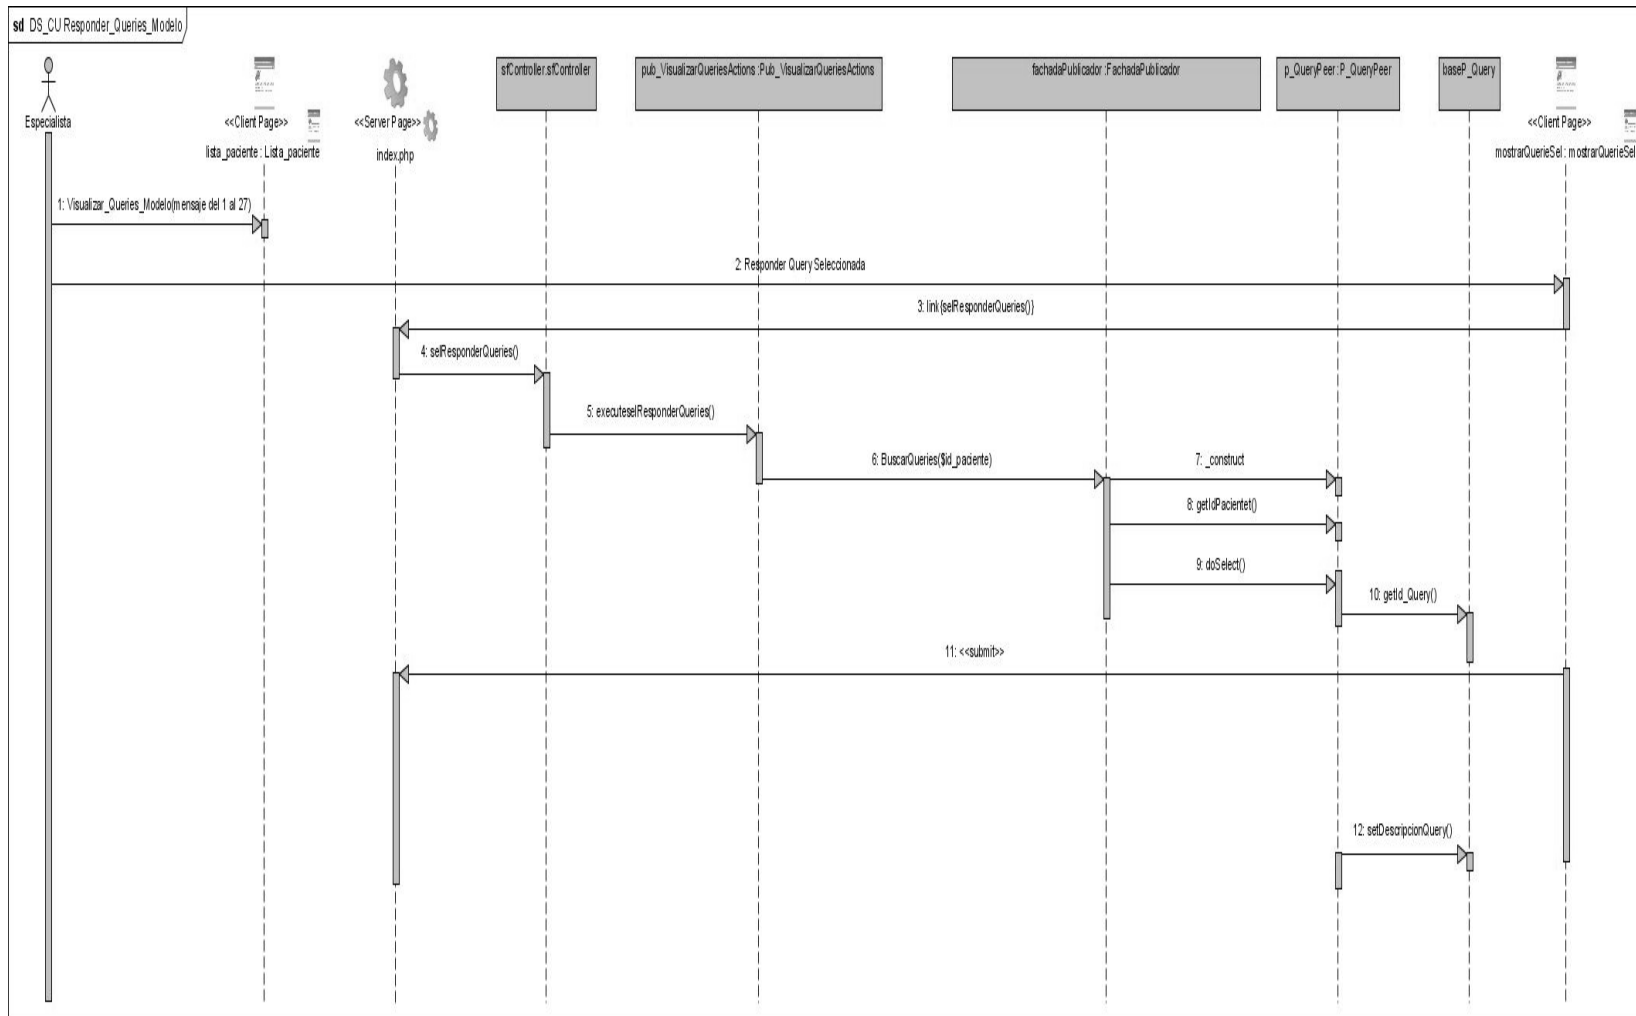 sd DS_CU Responder_Queries_Modelo
sfController.sfController
pub_VisualizarQueriesActions :Pub_VisualizarQueriesActions
fachadaPublicador :FachadaPublicador
p_QueryPeer : P_QueryPeer
baseP_Query
Especialista
<<Client Page>>
lista_paciente : Lista_paciente
<<Server Page>>
index.php
<<Client Page>>
mostrarQuerieSel : mostrarQuerieSel
1: Visualizar_Queries_Modelo(mensaje del 1 al 27)
2: Responder Query Seleccionada
3: link{selResponderQueries()}
4: selResponderQueries()
5: executeselResponderQueries()
6: BuscarQueries($id_paciente)
7: _construct
8: getIdPacientet()
9: doSelect()
10: getId_Query()
11: <<submit>>
12: setDescripcionQuery()